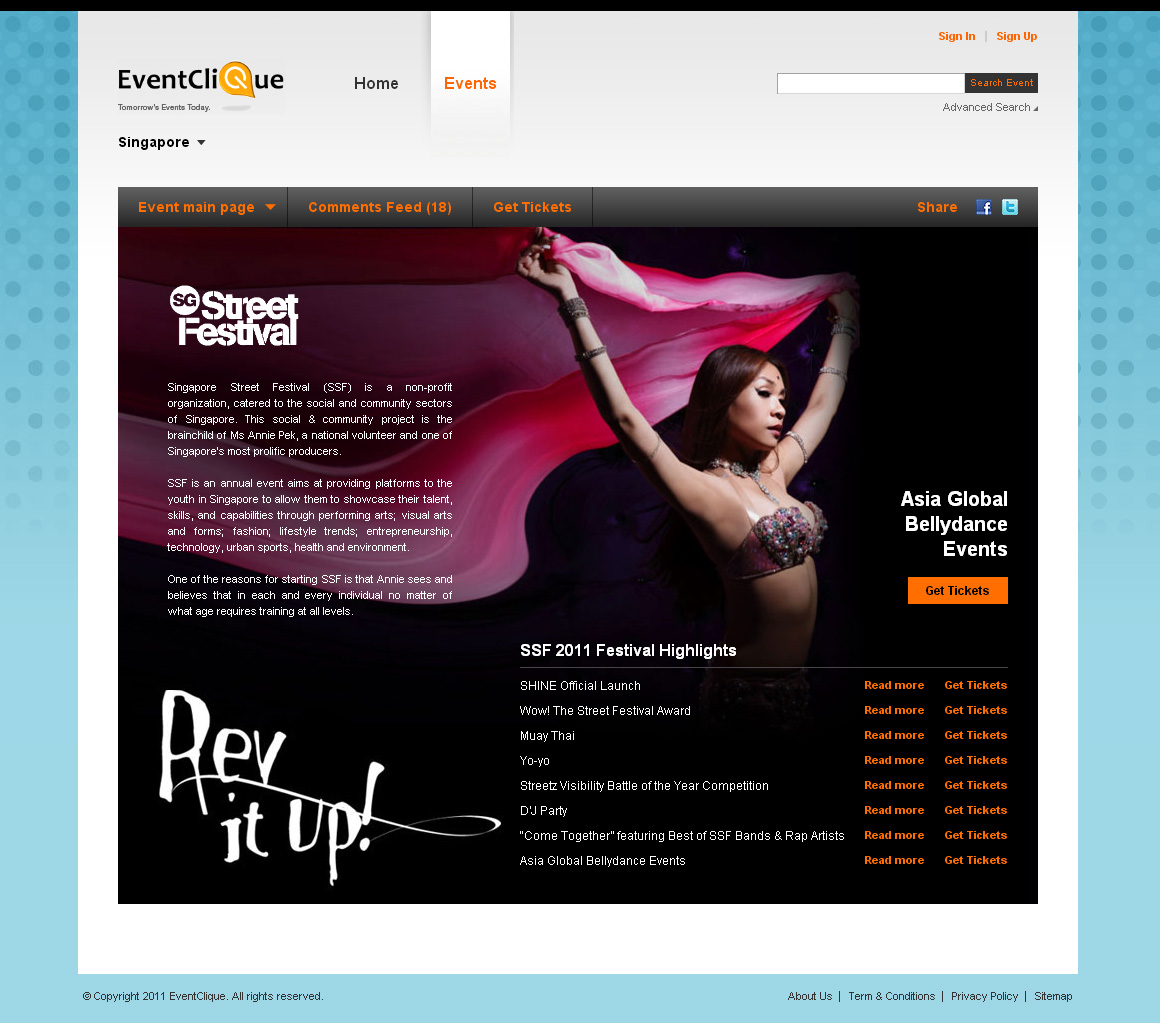 Sign In | Sign Up
EventCliQue
Tomorrow's Events Today.
Home
Events
Search Event
Advanced Search
Singapore
Event main page
Comments Feed (18)
Get Tickets
Share
SG Street
Festival
Singapore Street Festival (SSF) is a non-profit
organization, catered to the social and community sectors
of Singapore. This social & community project is the
brainchild of Ms Annie Pek, a national volunteer and one of
Singapore's most prolific producers.
SSF is an annual event aims at providing platforms to the
youth in Singapore to allow them to showcase their talent,
skills, and capabilities through performing arts; visual arts
and forms; fashion; lifestyle trends; entrepreneurship,
technology, urban sports, health and environment.
One of the reasons for starting SSF is that Annie sees and
believes that in each and every individual no matter of
what age requires training at all levels.
Asia Global
Bellydance
Events
Get Tickets
Rev
it up!
SSF 2011 Festival Highlights
SHINE Official Launch Read more Get Tickets
Wow! The Street Festival Award Read more Get Tickets
Muay Thai Read more Get Tickets
Yo-yo Read more Get Tickets
Streetz Visibility Battle of the Year Competition Read more Get Tickets
D'J Party Read more Get Tickets
"Come Together" featuring Best of SSF Bands & Rap Artists Read more Get Tickets
Asia Global Bellydance Events Read more Get Tickets
© Copyright 2011 EventClique. All rights reserved.
About Us | Term & Conditions | Privacy Policy | Sitemap